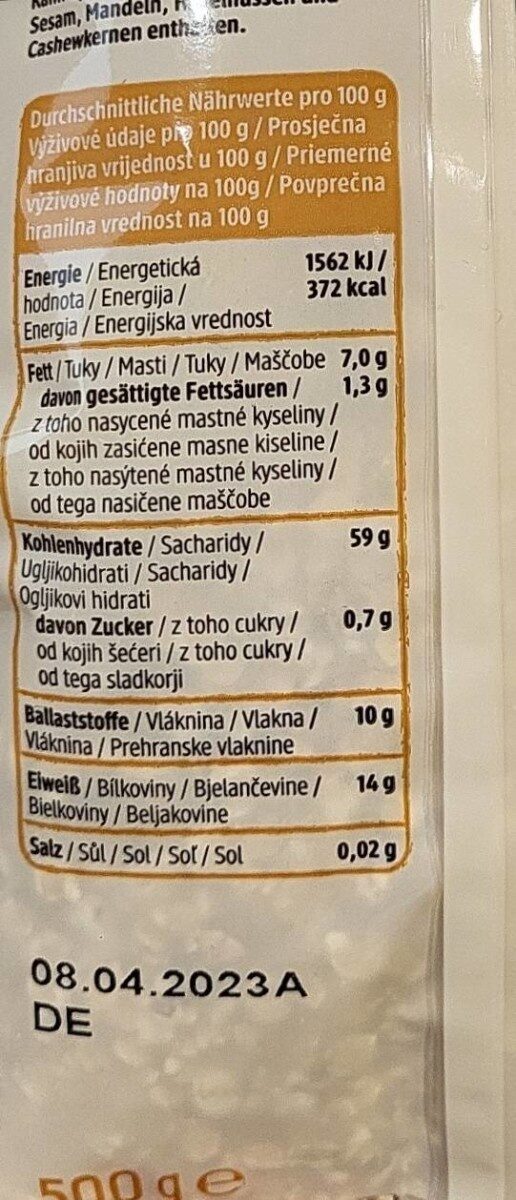 Sesam, Mandeln,
Cashewkernen
Durchschnittliche Nährwerte pro 100 g
Výživové údaje pro 100 g / Prosječna
hranjiva vrijednost u 100 g / Priemerné
výživové hodnoty na 100g / Povprečna
hranilna vrednost na 100 g
Energie / Energetická 1562 kJ /
hodnota / Energija / 372 kcal
Energia / Energijska vrednost
Fett / Tuky / Masti / Tuky / Maščobe 7,0 g
davon gesättigte Fettsäuren / 1,3 g
z toho nasycené mastné kyseliny /
od kojih zasićene masne kiseline /
z toho nasýtené mastné kyseliny /
od tega nasičene maščobe
Kohlenhydrate / Sacharidy / 59 g
Ugljikohidrati / Sacharidy /
Ogljikovi hidrati
davon Zucker / z toho cukry / 0,7 g
od kojih šećeri / z toho cukry /
od tega sladkorji
Ballaststoffe / Vláknina / Vlakna / 10 g
Vláknina / Prehranske vlaknine
Eiweiß / Bílkoviny / Bjelančevine / 14 g
Bielkoviny / Beljakovine
Salz / Sůl / Sol / Soľ / Sol 0,02 g
08.04.2023A
DE
500 g e